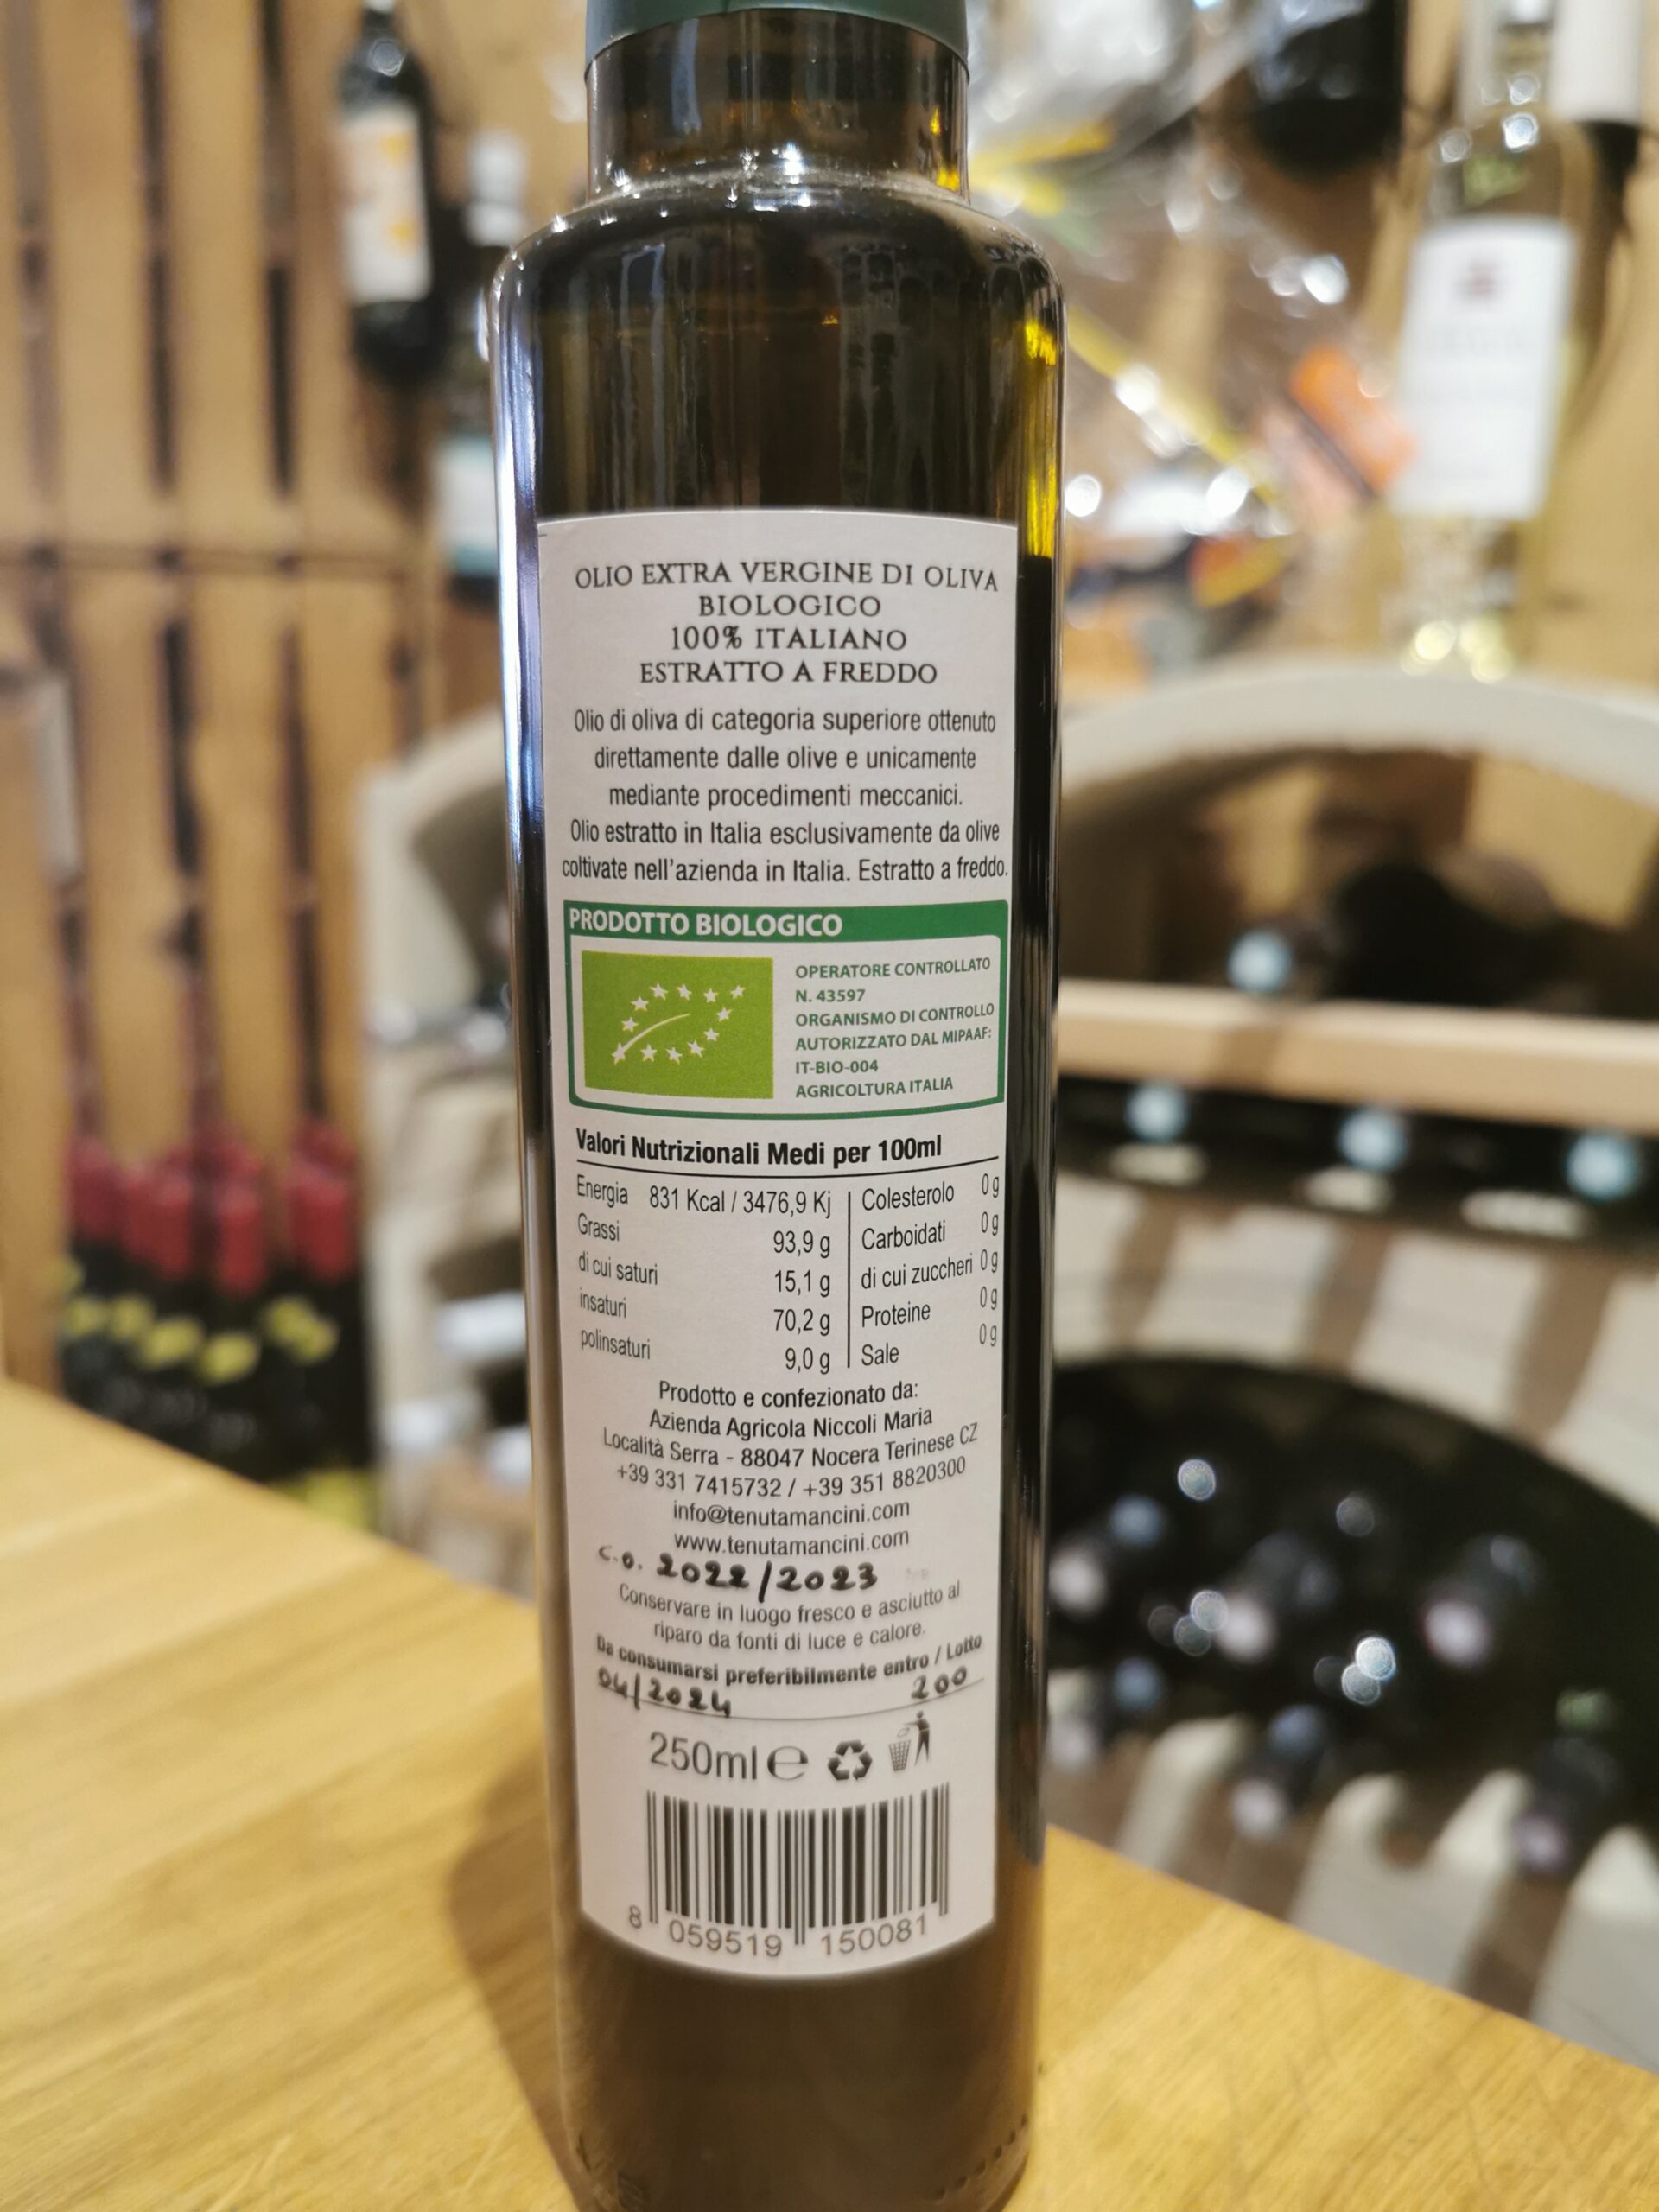 OLIO EXTRA VERGINE DI OLIVA
BIOLOGICO
100% ITALIANO
ESTRATTO A FREDDO
Olio di oliva di categoria superiore ottenuto
direttamente dalle olive e unicamente
mediante procedimenti meccanici.
Olio estratto in Italia esclusivamente da olive
coltivate nell'azienda in Italia. Estratto a freddo.
PRODOTTO BIOLOGICO
OPERATORE CONTROLLATO
N. 43597
ORGANISMO DI CONTROLLO
AUTORIZZATO DAL MIPAAF:
IT-BIO-004
AGRICOLTURA ITALIA
Valori Nutrizionali Medi per 100ml
Energia 831 Kcal / 3476,9 Kj
Grassi 93,9 g
di cui saturi 15,1 g
insaturi 70,2 g
polinsaturi 9,0 g
Colesterolo 0 g
Carboidati 0 g
di cui zuccheri 0 g
Proteine 0 g
Sale 0 g
Prodotto e confezionato da:
Azienda Agricola Niccoli Maria
Località Serra - 88047 Nocera Terinese CZ
+39 331 7415732 / +39 351 8820300
info@tenutamancini.com
www.tenutamancini.com
c.o. 2022/2023
Conservare in luogo fresco e asciutto al
riparo da fonti di luce e calore.
Da consumarsi preferibilmente entro / Lotto
04/2024 200
250ml e
8 059519 150081